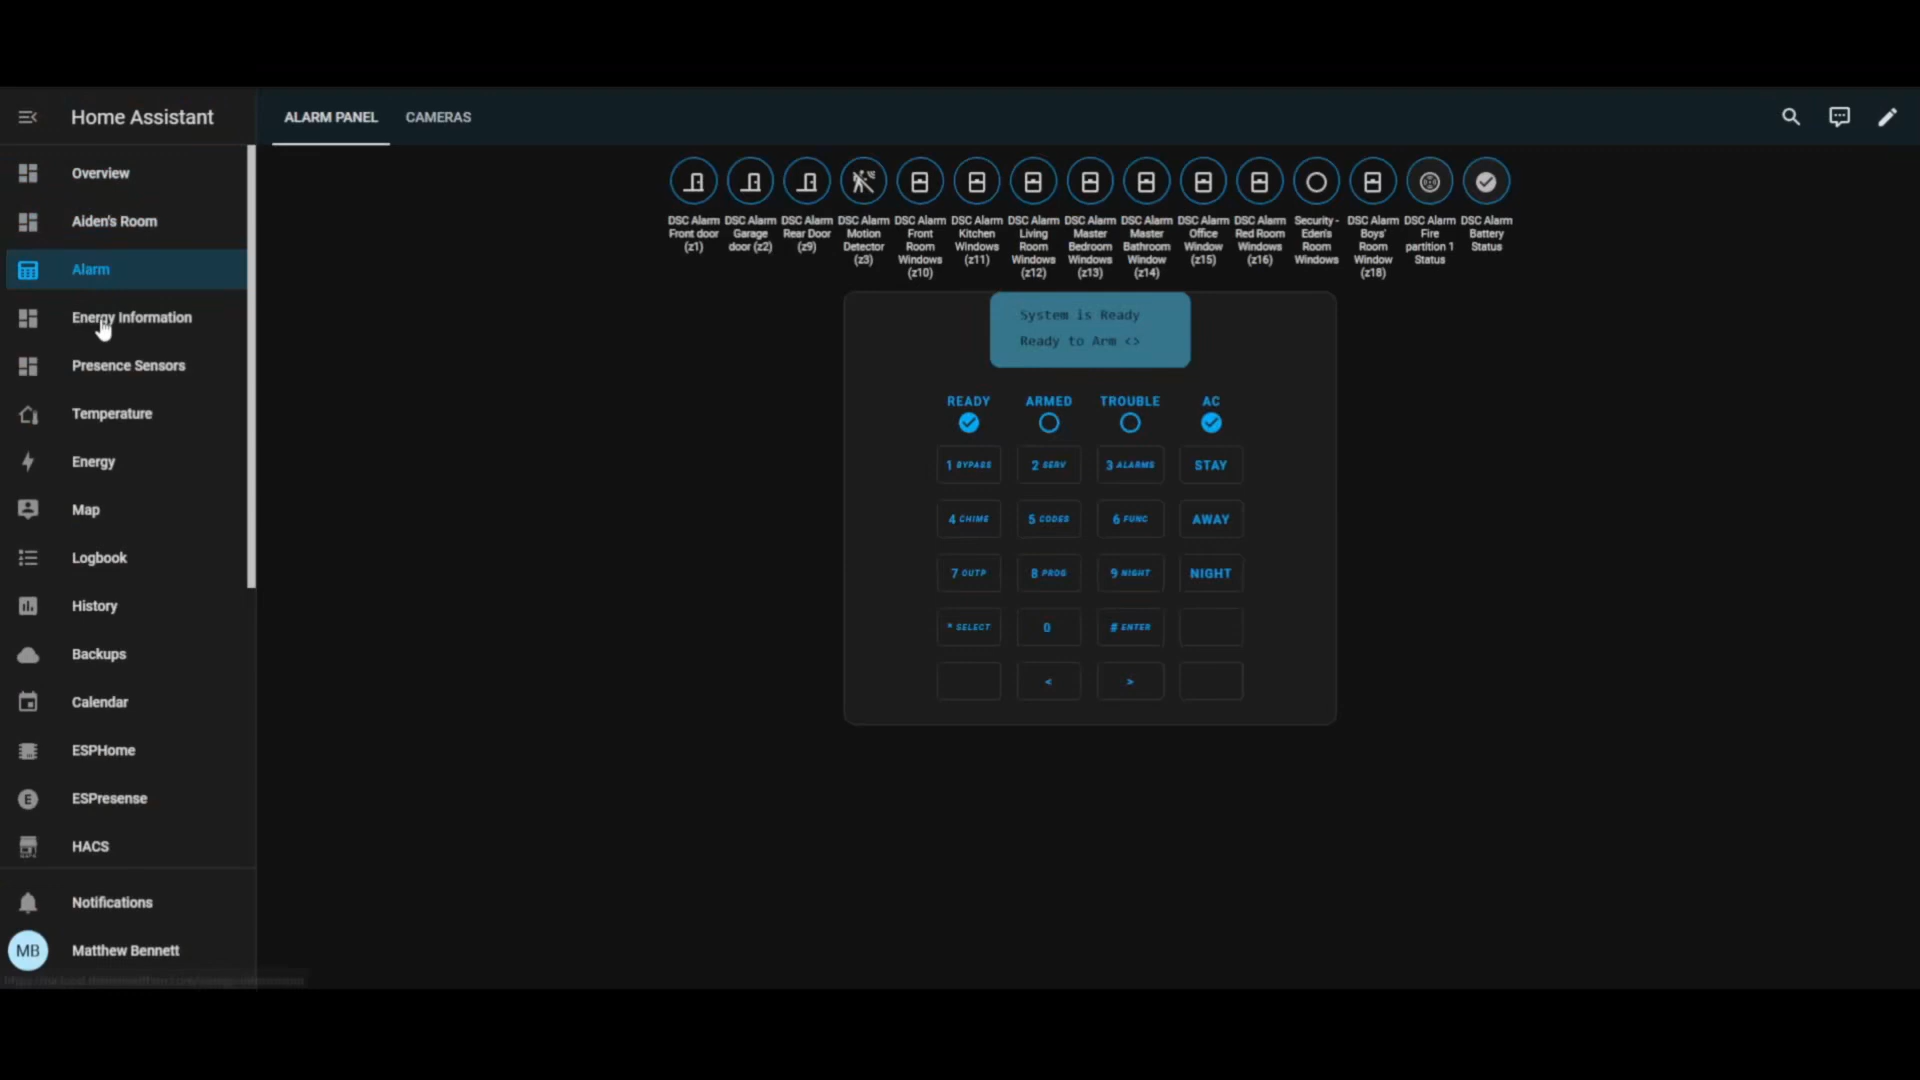 Home Assistant
ALARM PANEL
CAMERAS
Overview
Aiden's Room
Alarm
Energy Information
Presence Sensors
Temperature
Energy
Map
Logbook
History
Backups
Calendar
ESPHome
E
ESPresense
HACS
Notifications
MB
Matthew Bennett
DSC Alarm
Front door
(z1)
DSC Alarm
Garage
door (z2)
DSC Alarm
Rear Door
(z9)
DSC Alarm
Motion
Detector
(z3)
DSC Alarm
Front
Room
Windows
(z10)
DSC Alarm
Kitchen
Windows
(z11)
DSC Alarm
Living
Room
Windows
(z12)
DSC Alarm
Master
Bedroom
Windows
(z13)
DSC Alarm
Master
Bathroom
Window
(z14)
DSC Alarm
Office
Window
(z15)
DSC Alarm
Red Room
Windows
(z16)
Security -
Eden's
Room
Windows
DSC Alarm
Boys'
Room
Window
(z18)
DSC Alarm
Fire
partition 1
Status
DSC Alarm
Battery
Status
System is Ready
Ready to Arm <>
READY ARMED TROUBLE AC
1 BYPASS 2 SERV 3 ALARMS STAY
4 CHIME 5 CODES 6 FUNC AWAY
7 OUTP 8 PROG 9 NIGHT NIGHT
* SELECT 0 # ENTER
< >